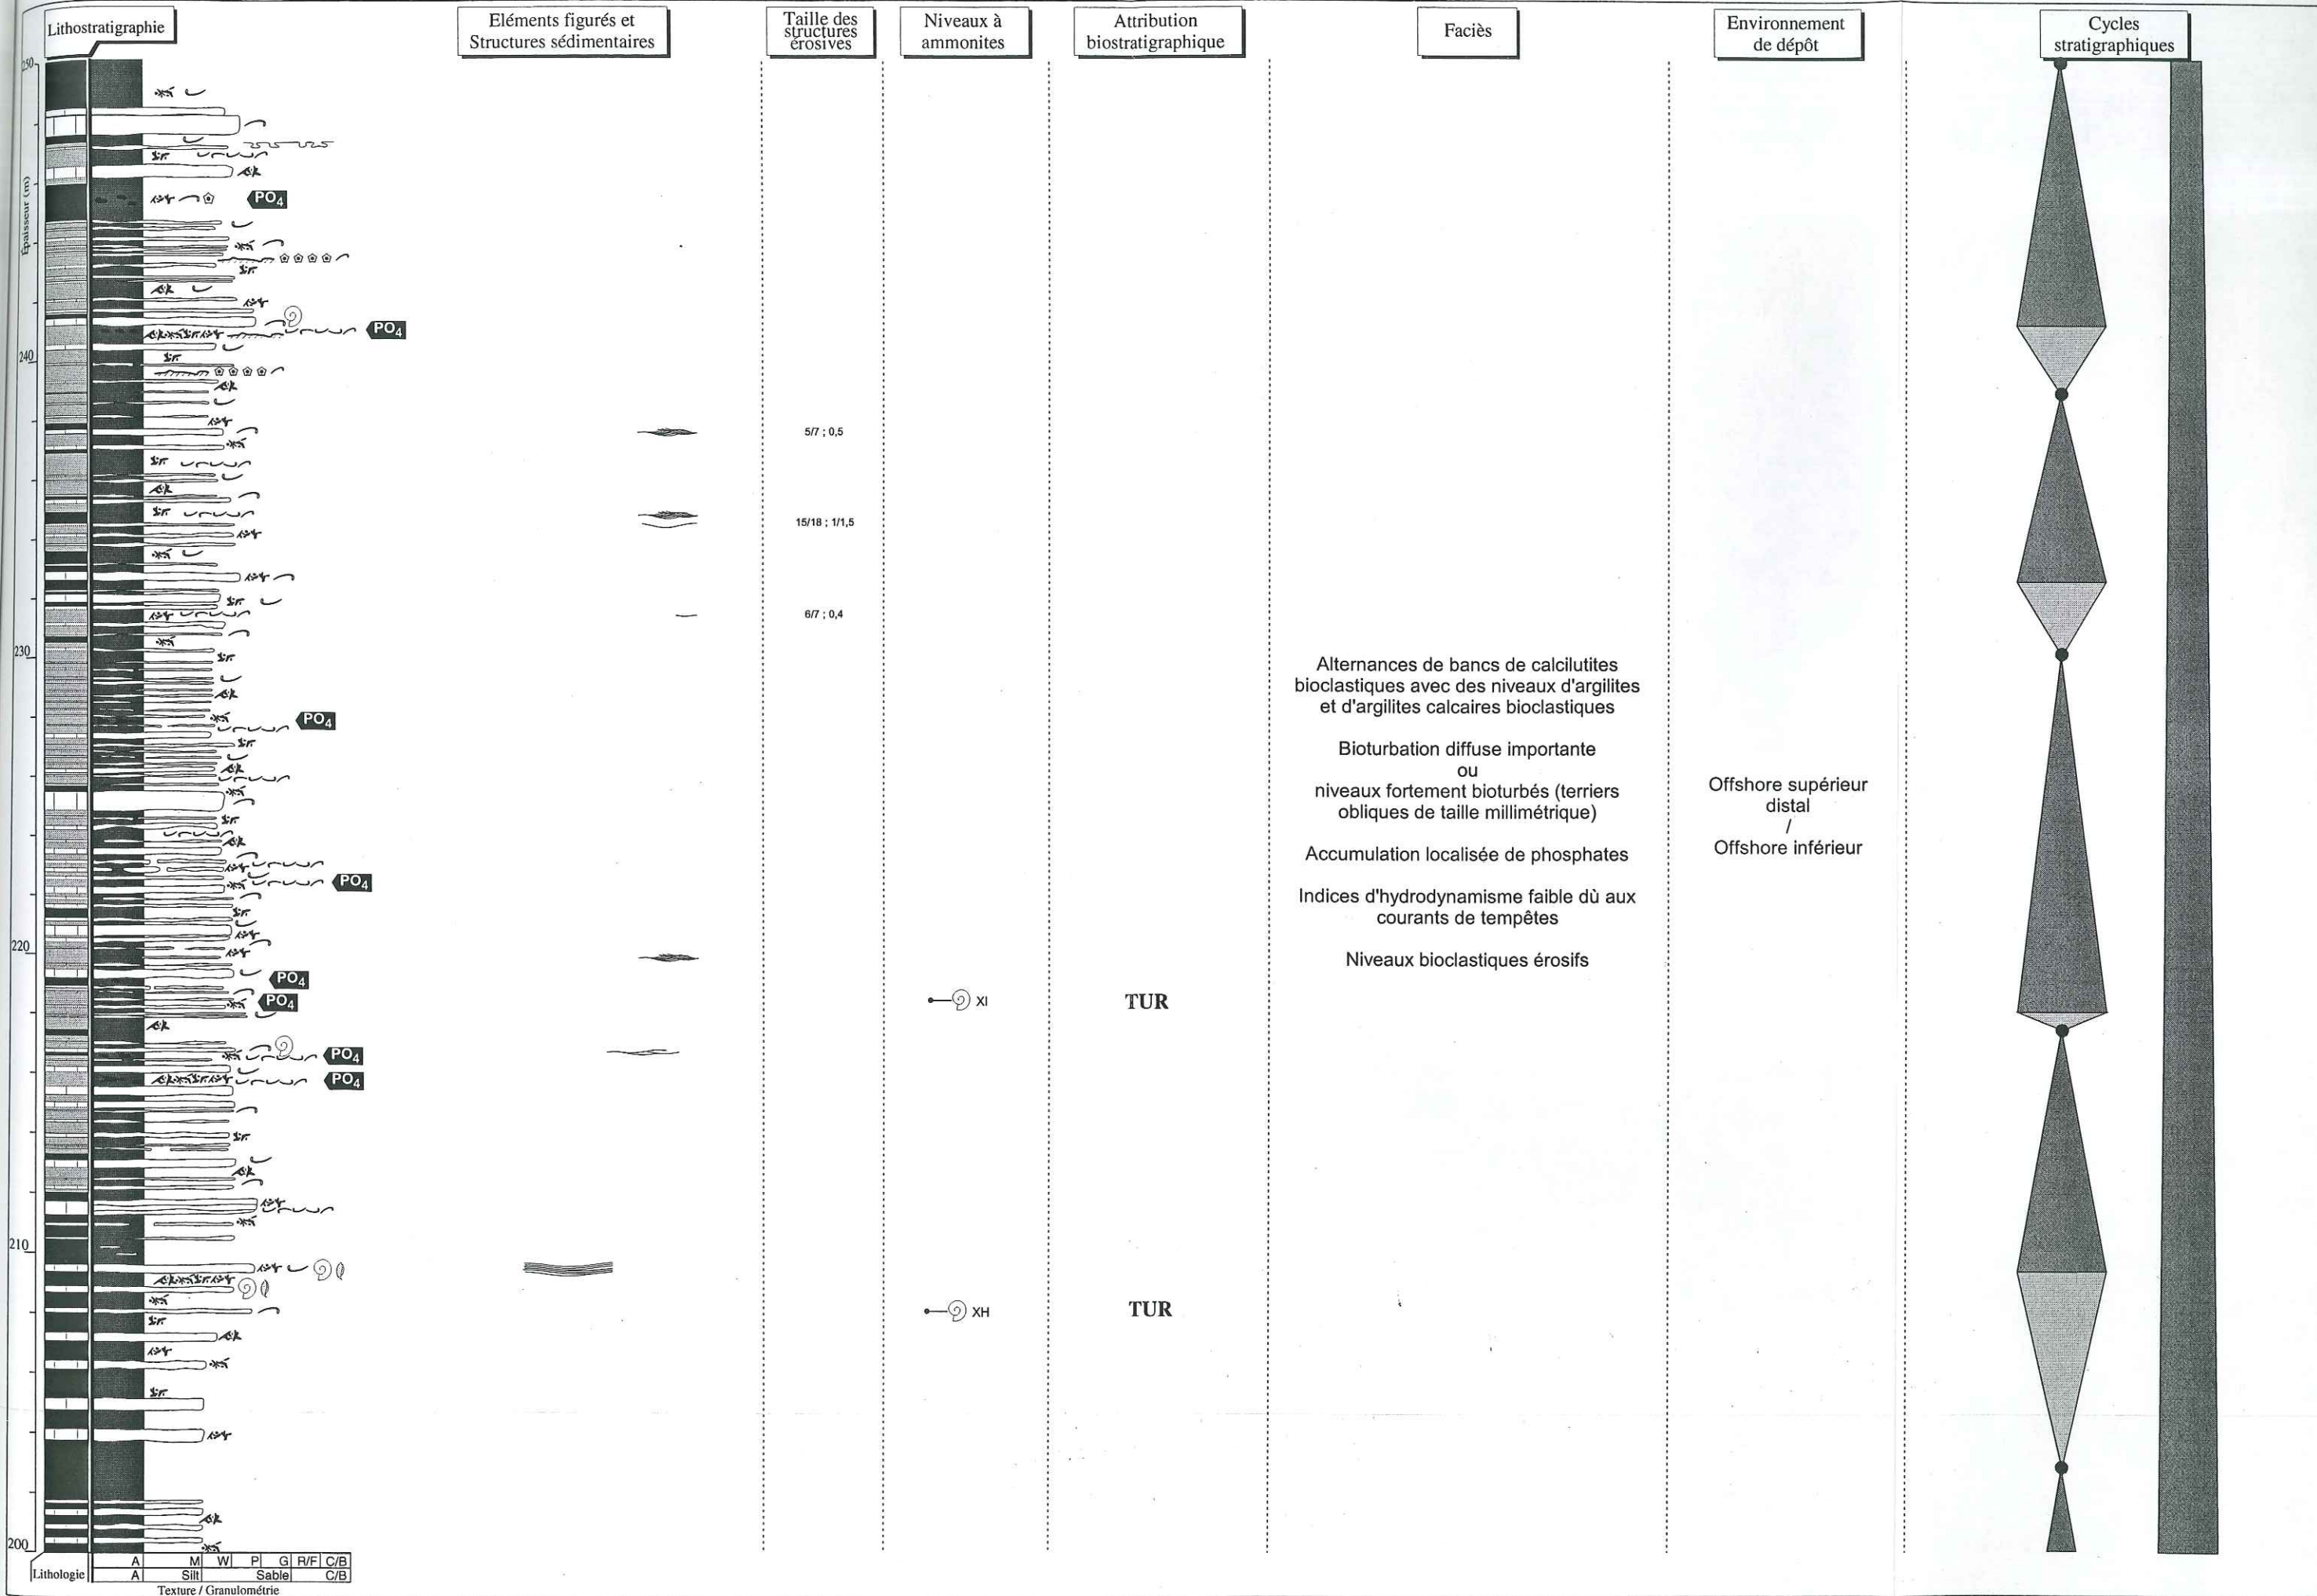 Lithostratigraphie
Eléments figurés et
Structures sédimentaires
Taille des
structures
érosives
Niveaux à
ammonites
Attribution
biostratigraphique
Faciès
Environnement
de dépôt
Cycles
stratigraphiques
250
Épaisseur (m)
PO4
PO4
240
5/7 ; 0,5
15/18 ; 1/1,5
6/7 ; 0,4
230
Alternances de bancs de calcilutites
bioclastiques avec des niveaux d'argilites
et d'argilites calcaires bioclastiques
PO4
Bioturbation diffuse importante
ou
niveaux fortement bioturbés (terriers
obliques de taille millimétrique)
Offshore supérieur
distal
/
Offshore inférieur
Accumulation localisée de phosphates
PO4
Indices d'hydrodynamisme faible dù aux
courants de tempêtes
220
Niveaux bioclastiques érosifs
PO4
PO4
XI
TUR
PO4
PO4
210
XH
TUR
200
Lithologie
A M W P G R/F C/B
A Silt Sable C/B
Texture / Granulométrie